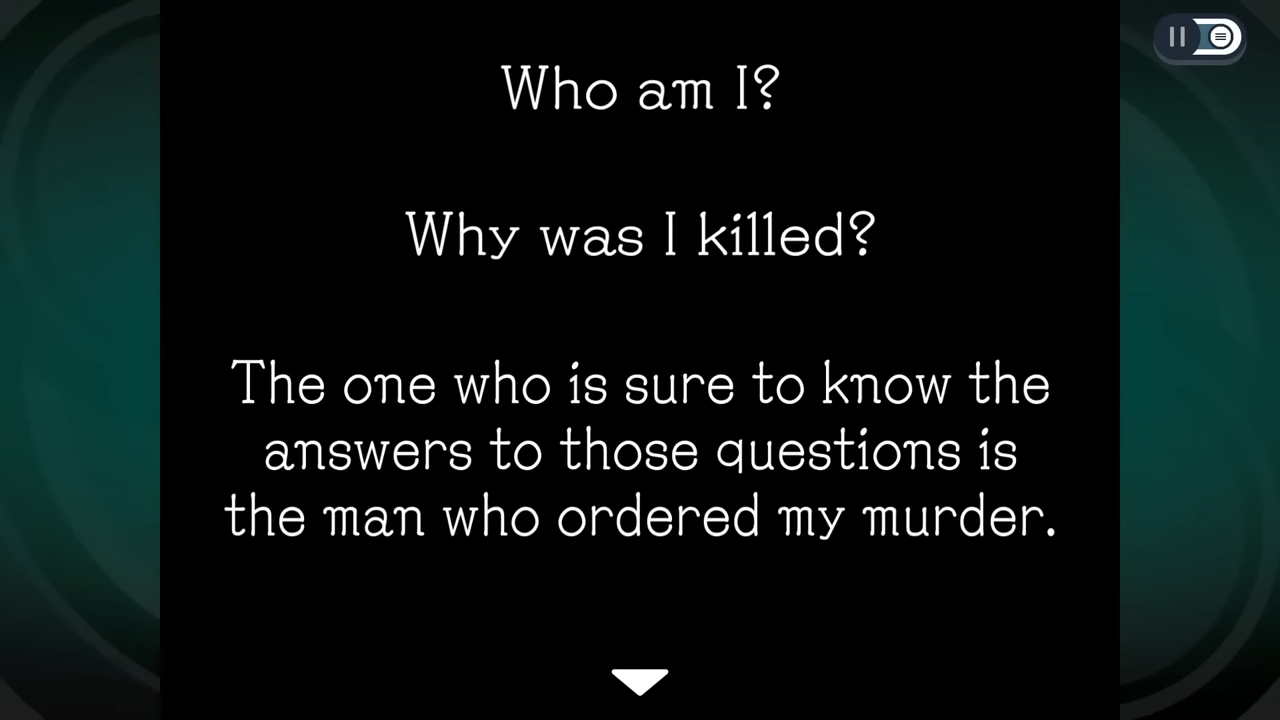 Who am I?
Why was I killed?
The one who is sure to know the
answers to those questions is
the man who ordered my murder.